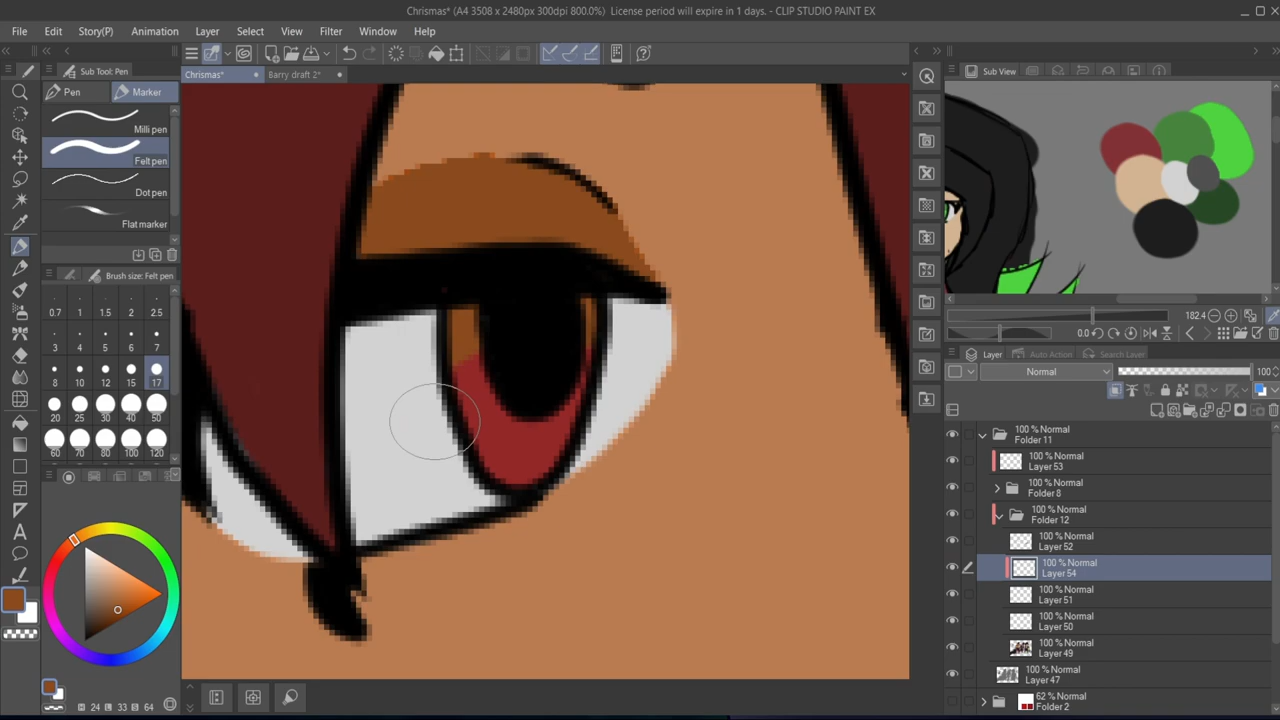 Chrismas* (A4 3508 x 2480px 300dpi 800.0%)  License period will expire in 1 days. - CLIP STUDIO PAINT EX
File Edit Story(P) Animation Layer Select View Filter Window Help
Sub Tool: Pen
Chrismas* Barry draft 2*
Sub View
Pen Marker
Milli pen
Felt pen
Dot pen
Flat marker
Brush size: Felt pen
0.7 1 1.5 2 2.5
3 4 5 6 7
8 10 12 15 17
20 25 30 40 50
60 70 80 100 120
H 24 L 33 S 64
182.4
0.0
Layer Auto Action Search Layer
Normal 100
100 % Normal
Folder 11
100 % Normal
Layer 53
100 % Normal
Folder 8
100 % Normal
Folder 12
100 % Normal
Layer 52
100 % Normal
Layer 54
100 % Normal
Layer 51
100 % Normal
Layer 50
100 % Normal
Layer 49
100 % Normal
Layer 47
62 % Normal
Folder 2